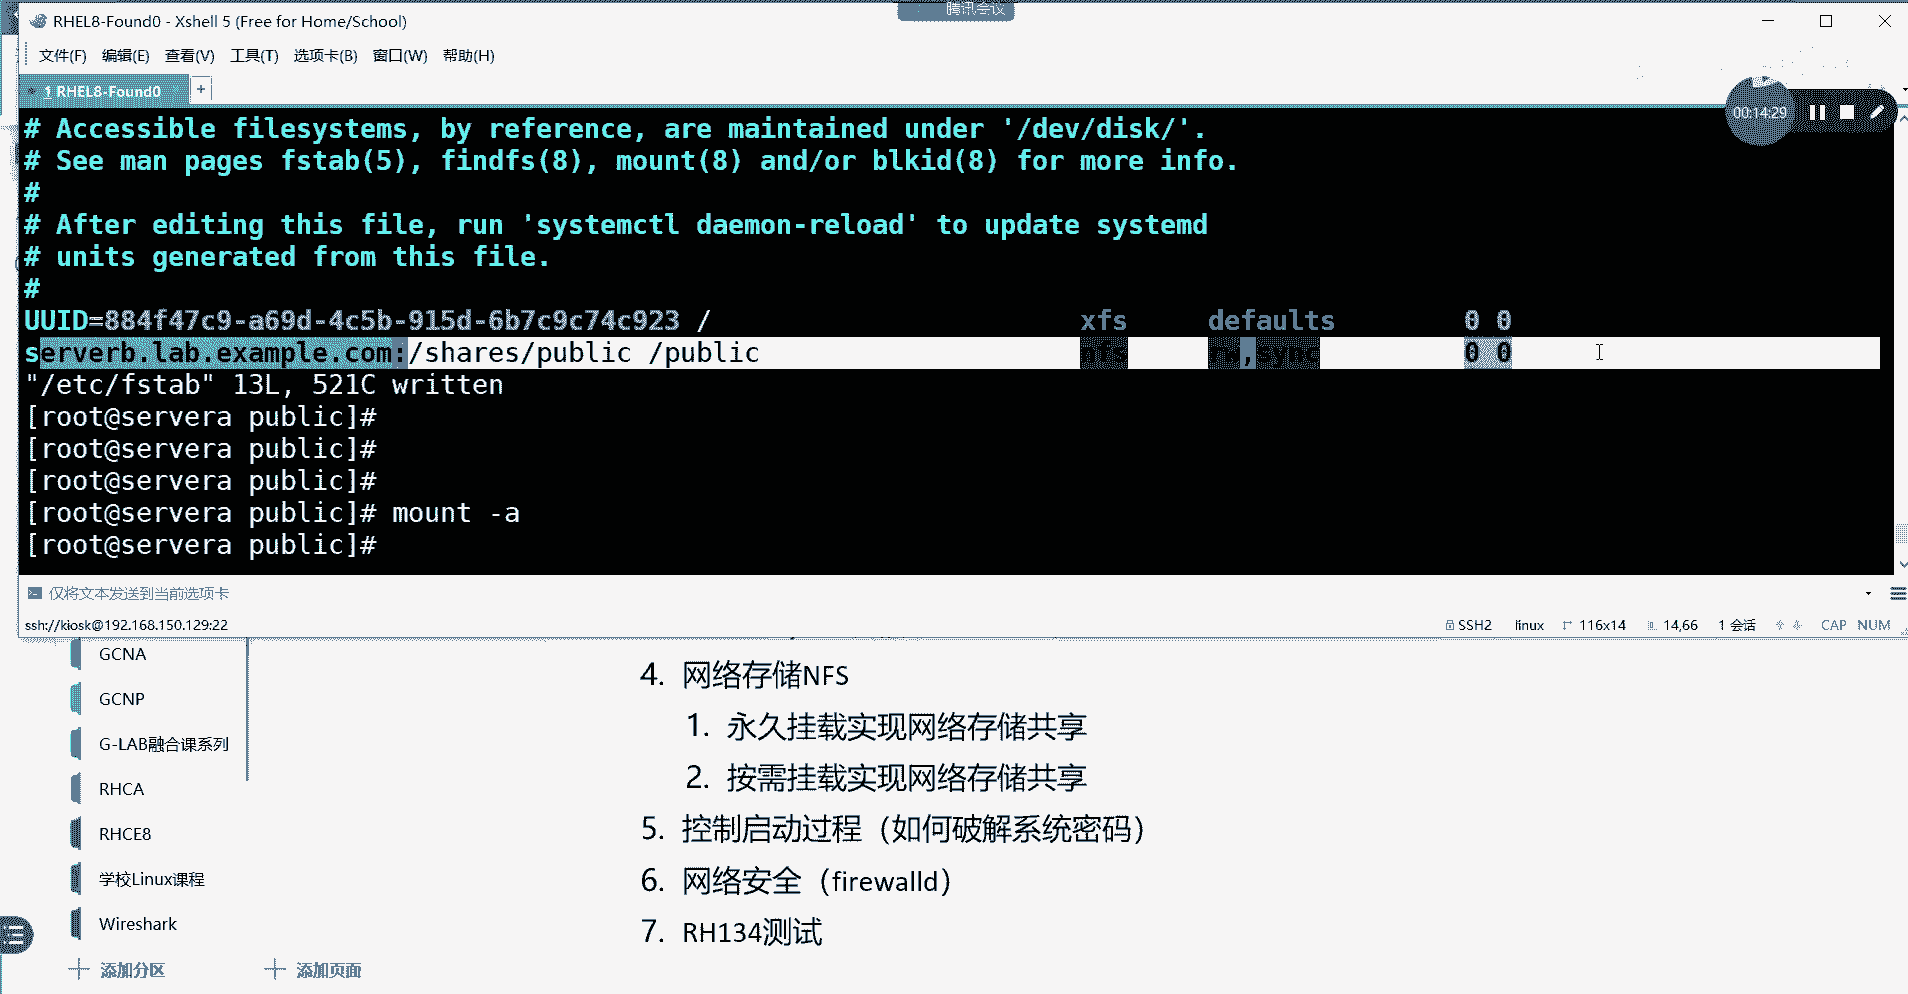 腾讯会议
RHEL8-Found0 - Xshell 5 (Free for Home/School)
文件(F) 编辑(E) 查看(V) 工具(T) 选项卡(B) 窗口(W) 帮助(H)
1 RHEL8-Found0 +
00:14:29
# Accessible filesystems, by reference, are maintained under '/dev/disk/'.
# See man pages fstab(5), findfs(8), mount(8) and/or blkid(8) for more info.
#
# After editing this file, run 'systemctl daemon-reload' to update systemd
# units generated from this file.
#
UUID=884f47c9-a69d-4c5b-915d-6b7c9c74c923 / xfs defaults 0 0
serverb.lab.example.com:/shares/public /public nfs rw,sync 0 0
"/etc/fstab" 13L, 521C written
[root@servera public]#
[root@servera public]#
[root@servera public]#
[root@servera public]# mount -a
[root@servera public]#
仅将文本发送到当前选项卡
ssh://kiosk@192.168.150.129:22 SSH2 linux 116x14 14,66 1 会话 CAP NUM
GCNA
GCNP
G-LAB融合课系列
RHCA
RHCE8
学校Linux课程
Wireshark
添加分区
添加页面
4. 网络存储NFS
1. 永久挂载实现网络存储共享
2. 按需挂载实现网络存储共享
5. 控制启动过程（如何破解系统密码）
6. 网络安全（firewalld）
7. RH134测试